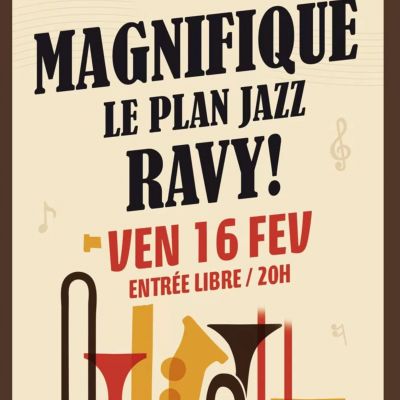 MAGNIFIQUE
LE PLAN JAZZ
RAVY!
VEN 16 FEV
ENTRÉE LIBRE / 20H